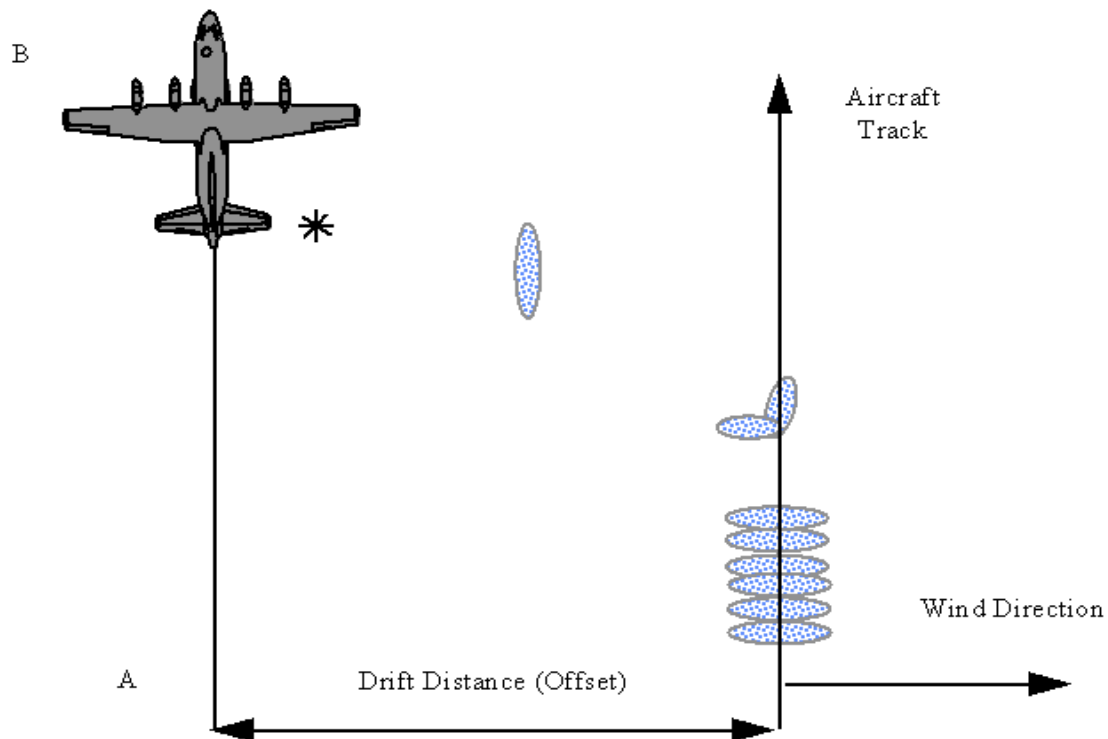 B
Aircraft
Track
Wind Direction
A
Drift Distance (Offset)